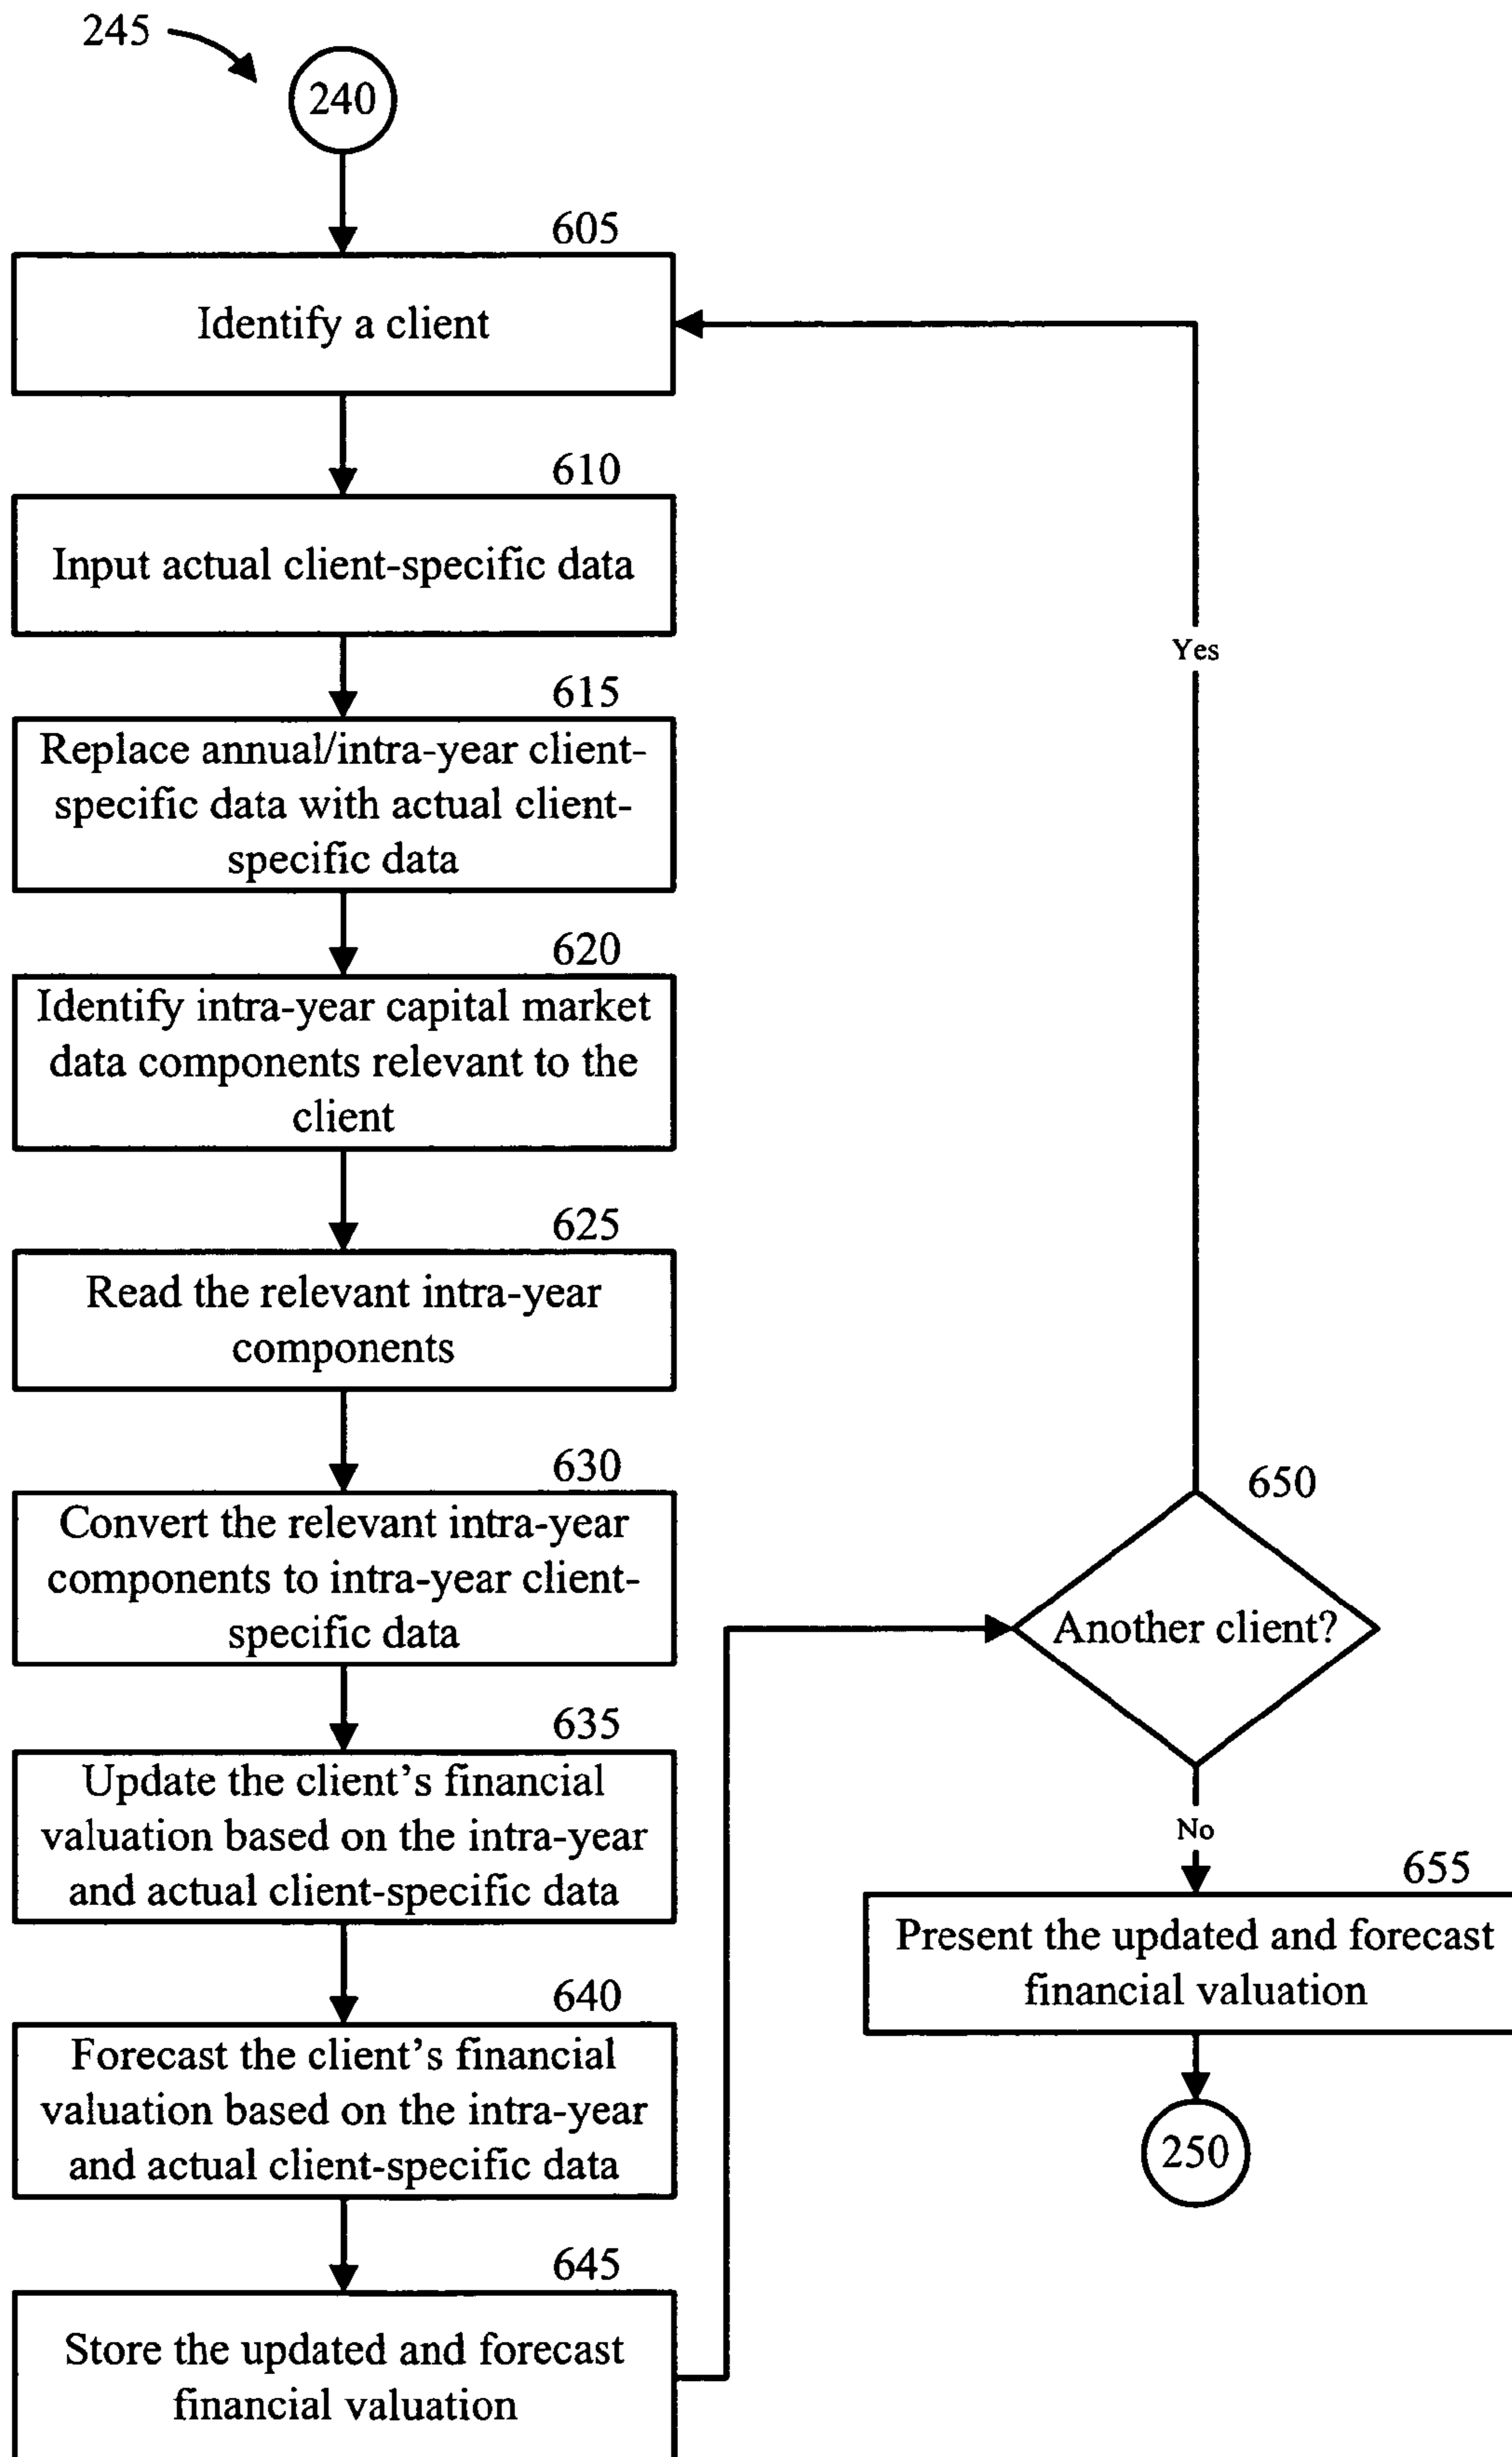 245
240
605
Identify a client
610
Input actual client-specific data
615
Replace annual/intra-year client-
specific data with actual client-
specific data
620
Identify intra-year capital market
data components relevant to the
client
625
Read the relevant intra-year
components
630
Convert the relevant intra-year
components to intra-year client-
specific data
635
Update the client's financial
valuation based on the intra-year
and actual client-specific data
640
Forecast the client's financial
valuation based on the intra-year
and actual client-specific data
645
Store the updated and forecast
financial valuation
650
Another client?
Yes
No
655
Present the updated and forecast
financial valuation
250